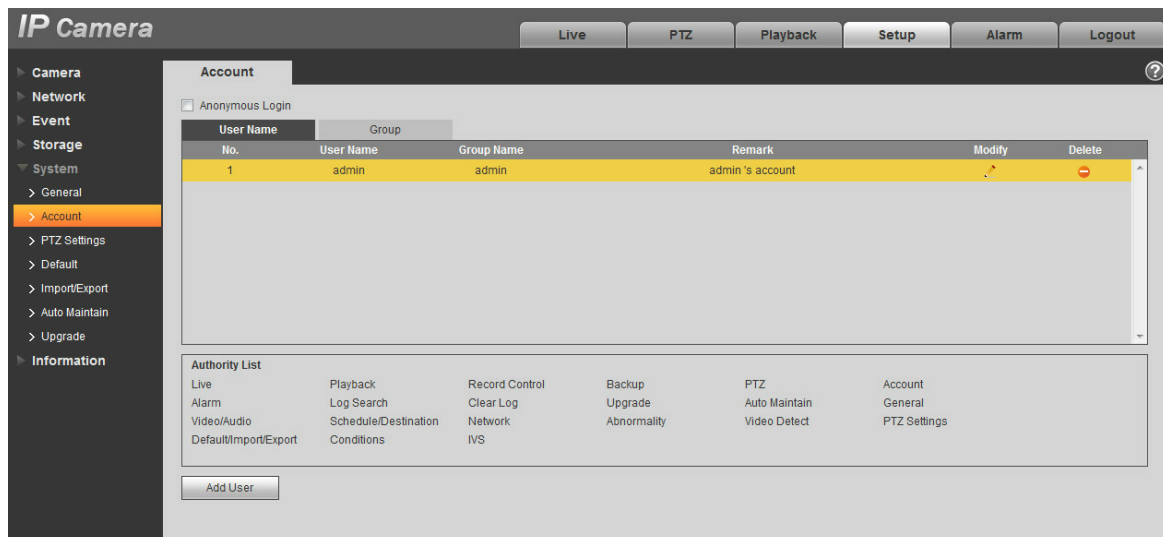 IP Camera
Live PTZ Playback Setup Alarm Logout
Camera
Network
Event
Storage
System
General
Account
PTZ Settings
Default
Import/Export
Auto Maintain
Upgrade
Information
Account
?
Anonymous Login
User Name Group
No. User Name Group Name Remark Modify Delete
1 admin admin admin 's account
Authority List
Live Playback Record Control Backup PTZ Account
Alarm Log Search Clear Log Upgrade Auto Maintain General
Video/Audio Schedule/Destination Network Abnormality Video Detect PTZ Settings
Default/Import/Export Conditions IVS
Add User